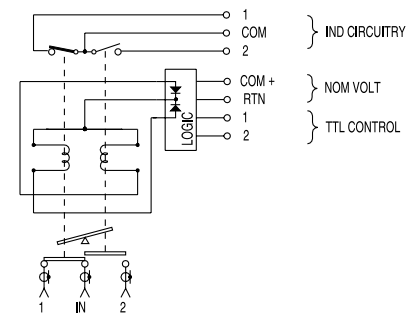 1
COM
2
IND CIRCUITRY
COM +
RTN
NOM VOLT
1
2
TTL CONTROL
LOGIC
1
IN
2